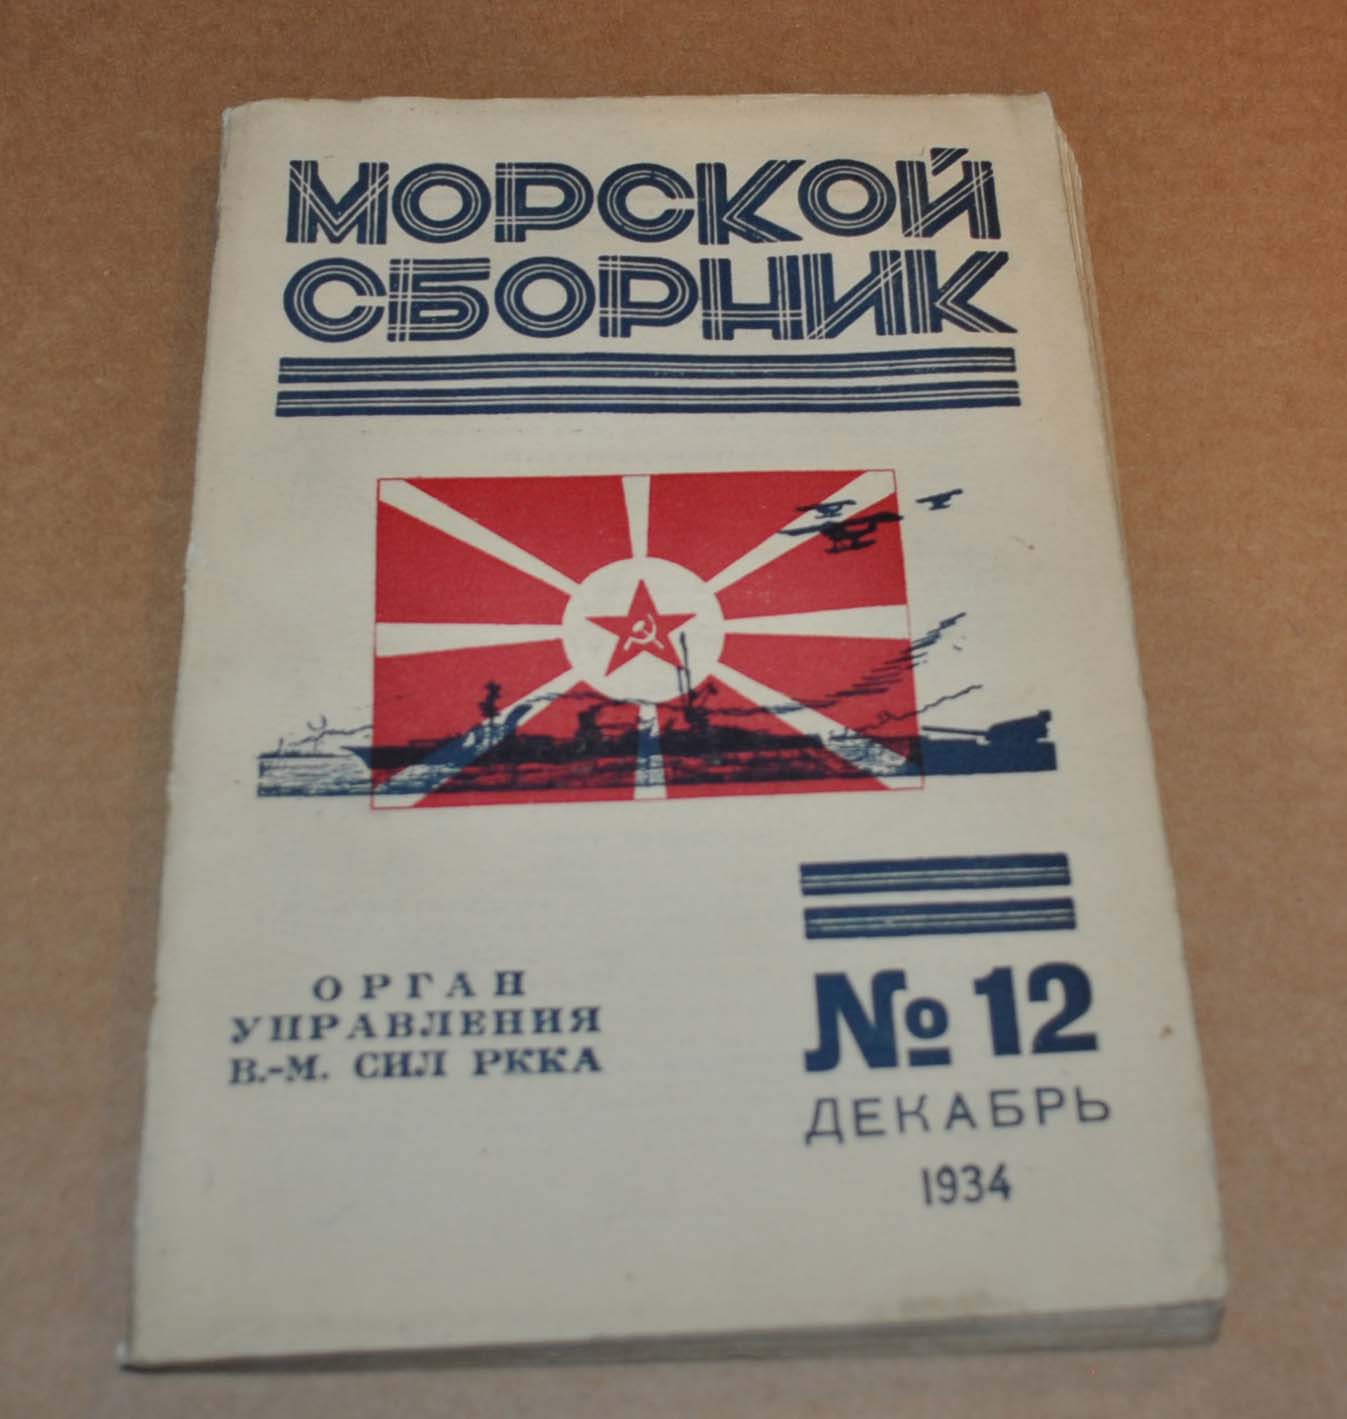 МОРСКОЙ
СБОРНИК
ОРГАН
УПРАВЛЕНИЯ
В.-М. СИЛ РККА
№ 12
ДЕКАБРЬ
1934